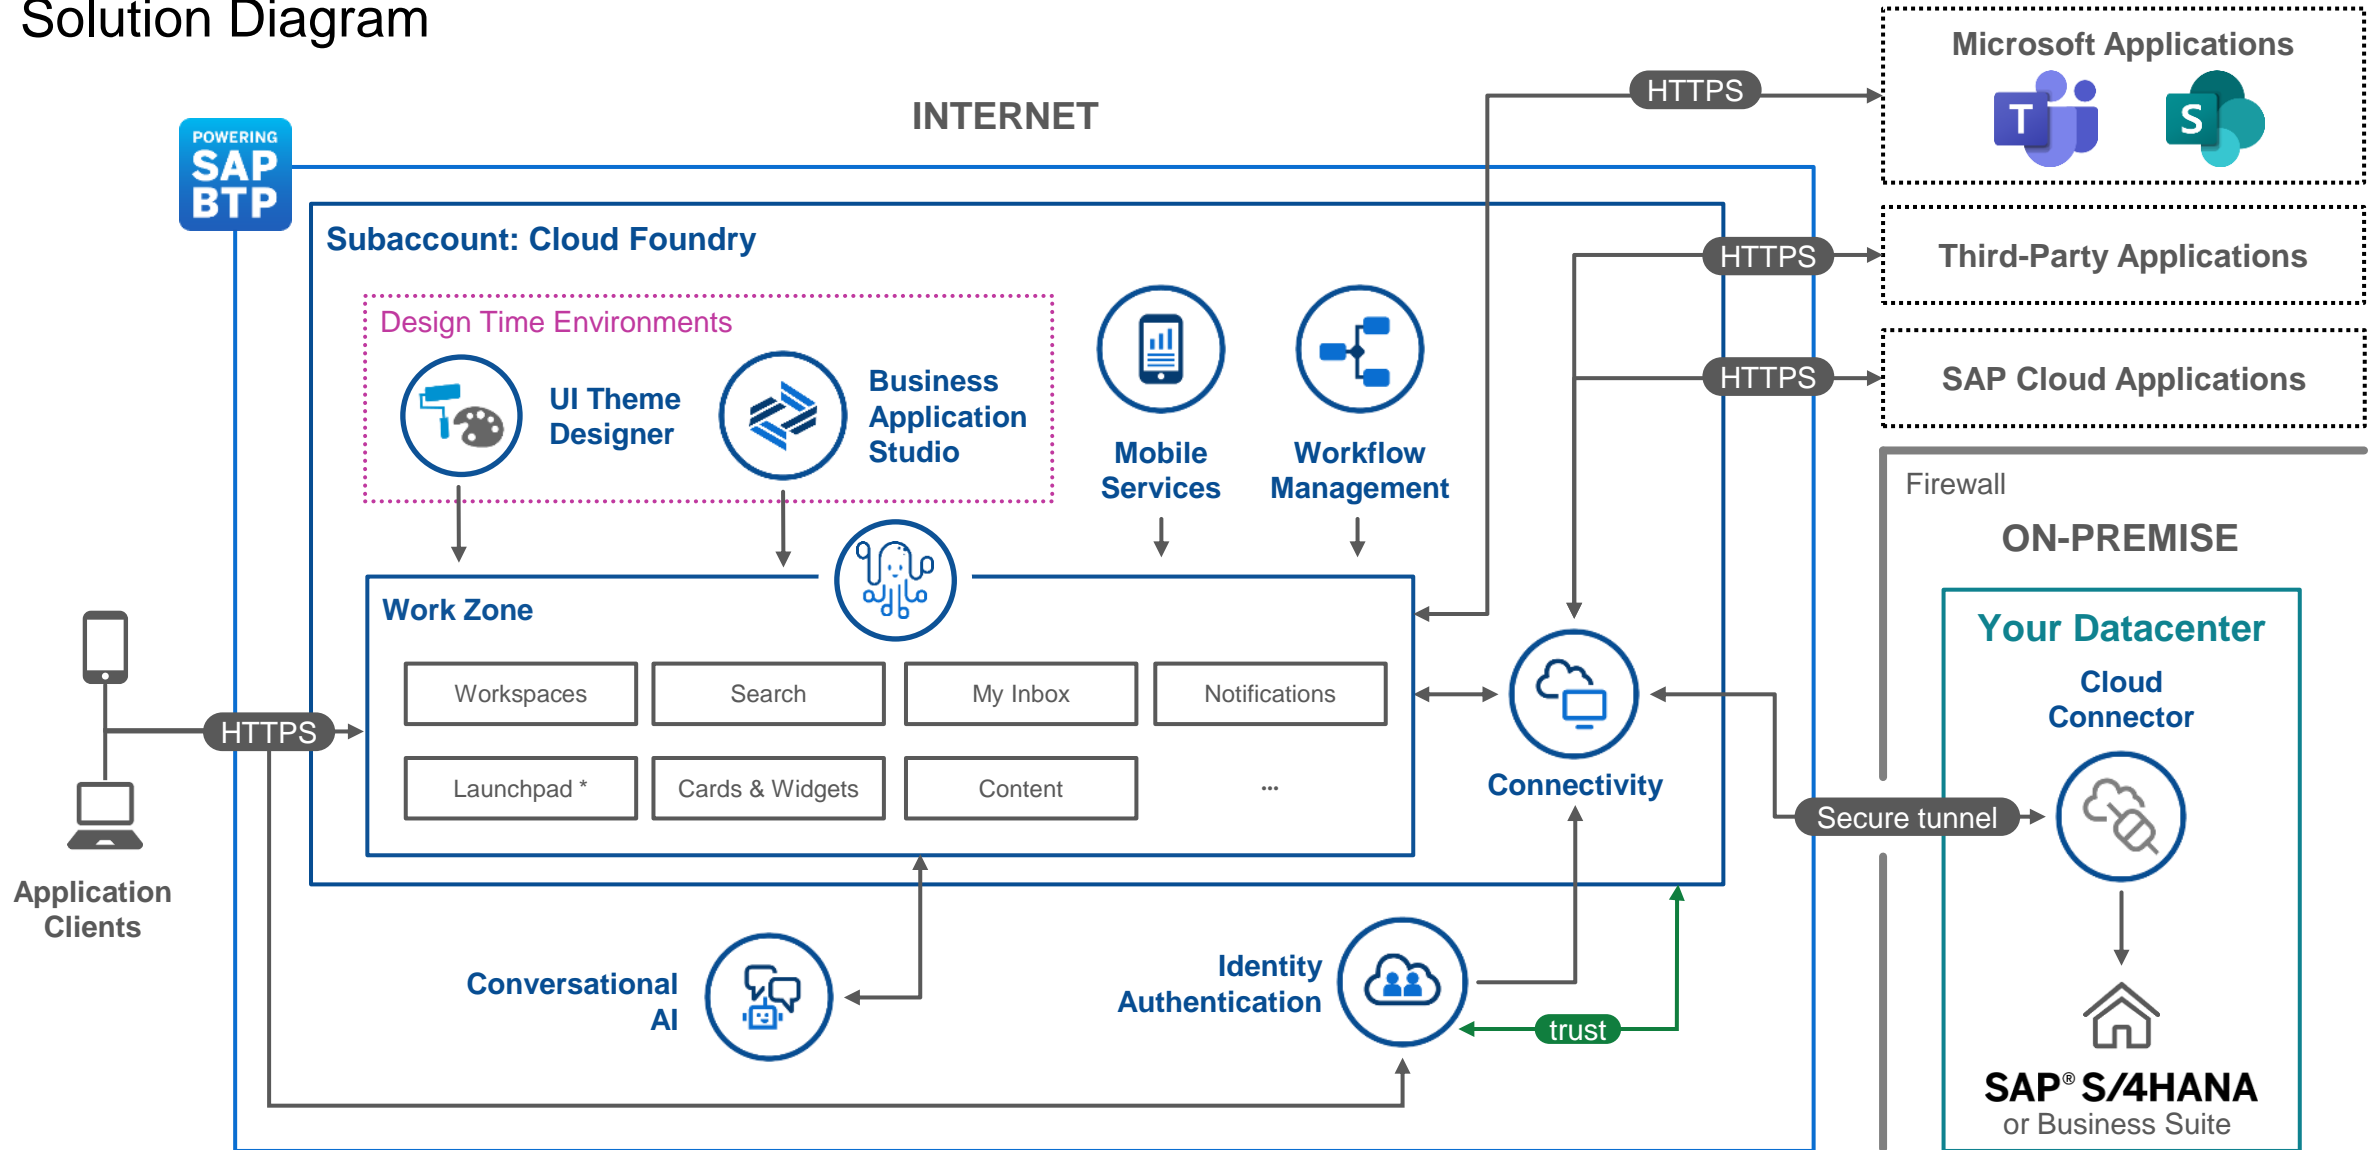 Solution Diagram
INTERNET
POWERING
SAP
BTP
Subaccount: Cloud Foundry
Design Time Environments
UI Theme
Designer
Business
Application
Studio
Mobile
Services
Workflow
Management
Work Zone
Workspaces
Search
My Inbox
Notifications
Launchpad *
Cards & Widgets
Content
...
HTTPS
Application
Clients
Connectivity
Conversational
AI
Identity
Authentication
trust
HTTPS
Microsoft Applications
T
S
HTTPS
Third-Party Applications
HTTPS
SAP Cloud Applications
Firewall
ON-PREMISE
Your Datacenter
Cloud
Connector
Secure tunnel
SAP® S/4HANA
or Business Suite